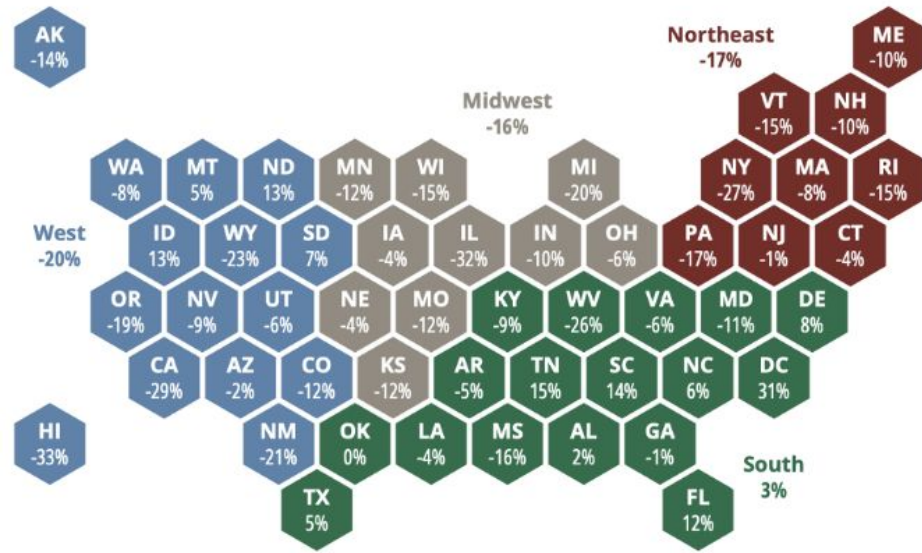 AK
-14%
Northeast
-17%
ME
-10%
Midwest
-16%
VT
-15%
NH
-10%
WA
-8%
MT
5%
ND
13%
MN
-12%
WI
-15%
MI
-20%
NY
-27%
MA
-8%
RI
-15%
West
-20%
ID
13%
WY
-23%
SD
7%
IA
-4%
IL
-32%
IN
-10%
OH
-6%
PA
-17%
NJ
-1%
CT
-4%
OR
-19%
NV
-9%
UT
-6%
NE
-4%
MO
-12%
KY
-9%
WV
-26%
VA
-6%
MD
-11%
DE
8%
CA
-29%
AZ
-2%
CO
-12%
KS
-12%
AR
-5%
TN
15%
SC
14%
NC
6%
DC
31%
HI
-33%
NM
-21%
OK
0%
LA
-4%
MS
-16%
AL
2%
GA
-1%
South
3%
TX
5%
FL
12%